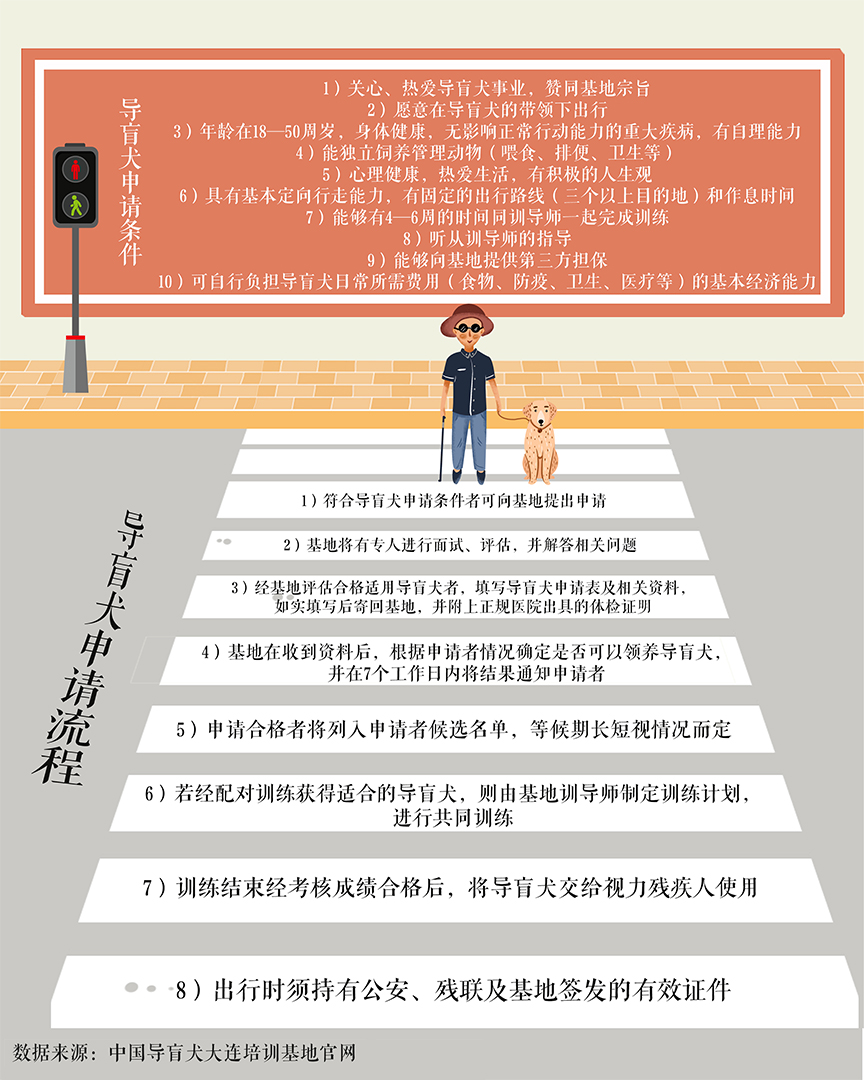 导盲犬申请条件
1）关心、热爱导盲犬事业，赞同基地宗旨
2）愿意在导盲犬的带领下出行
3）年龄在18—50周岁，身体健康，无影响正常行动能力的重大疾病，有自理能力
4）能独立饲养管理动物（喂食、排便、卫生等）
5）心理健康，热爱生活，有积极的人生观
6）具有基本定向行走能力，有固定的出行路线（三个以上目的地）和作息时间
7）能够有4—6周的时间同训导师一起完成训练
8）听从训导师的指导
9）能够向基地提供第三方担保
10）可自行负担导盲犬日常所需费用（食物、防疫、卫生、医疗等）的基本经济能力
导盲犬申请流程
1）符合导盲犬申请条件者可向基地提出申请
2）基地将有专人进行面试、评估，并解答相关问题
3）经基地评估合格适用导盲犬者，填写导盲犬申请表及相关资料，
如实填写后寄回基地，并附上正规医院出具的体检证明
4）基地在收到资料后，根据申请者情况确定是否可以领养导盲犬，
并在7个工作日内将结果通知申请者
5）申请合格者将列入申请者候选名单，等候期长短视情况而定
6）若经配对训练获得适合的导盲犬，则由基地训导师制定训练计划，
进行共同训练
7）训练结束经考核成绩合格后，将导盲犬交给视力残疾人使用
8）出行时须持有公安、残联及基地签发的有效证件
数据来源：中国导盲犬大连培训基地官网